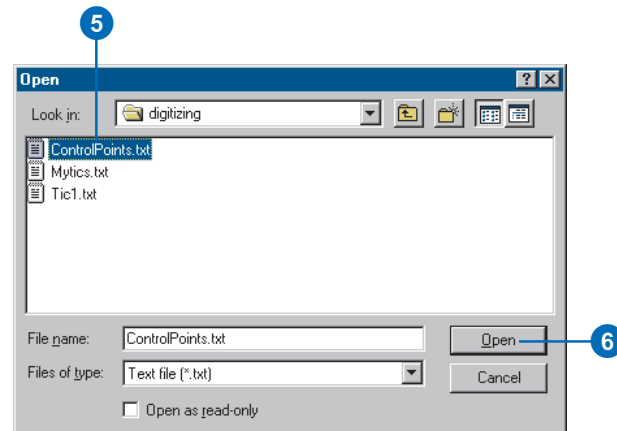 5
Open
Look in: digitizing
ControlPoints.txt
Mytics.txt
Tic1.txt
File name: ControlPoints.txt Open 6
Files of type: Text file (*.txt) Cancel
Open as read-only